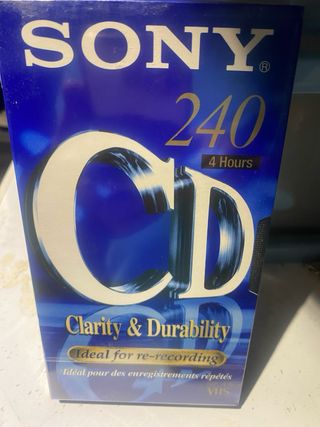 SONY®
240
4 Hours
CD
Clarity & Durability
Ideal for re-recording
Idéal pour des enregistrements répétés
VHS